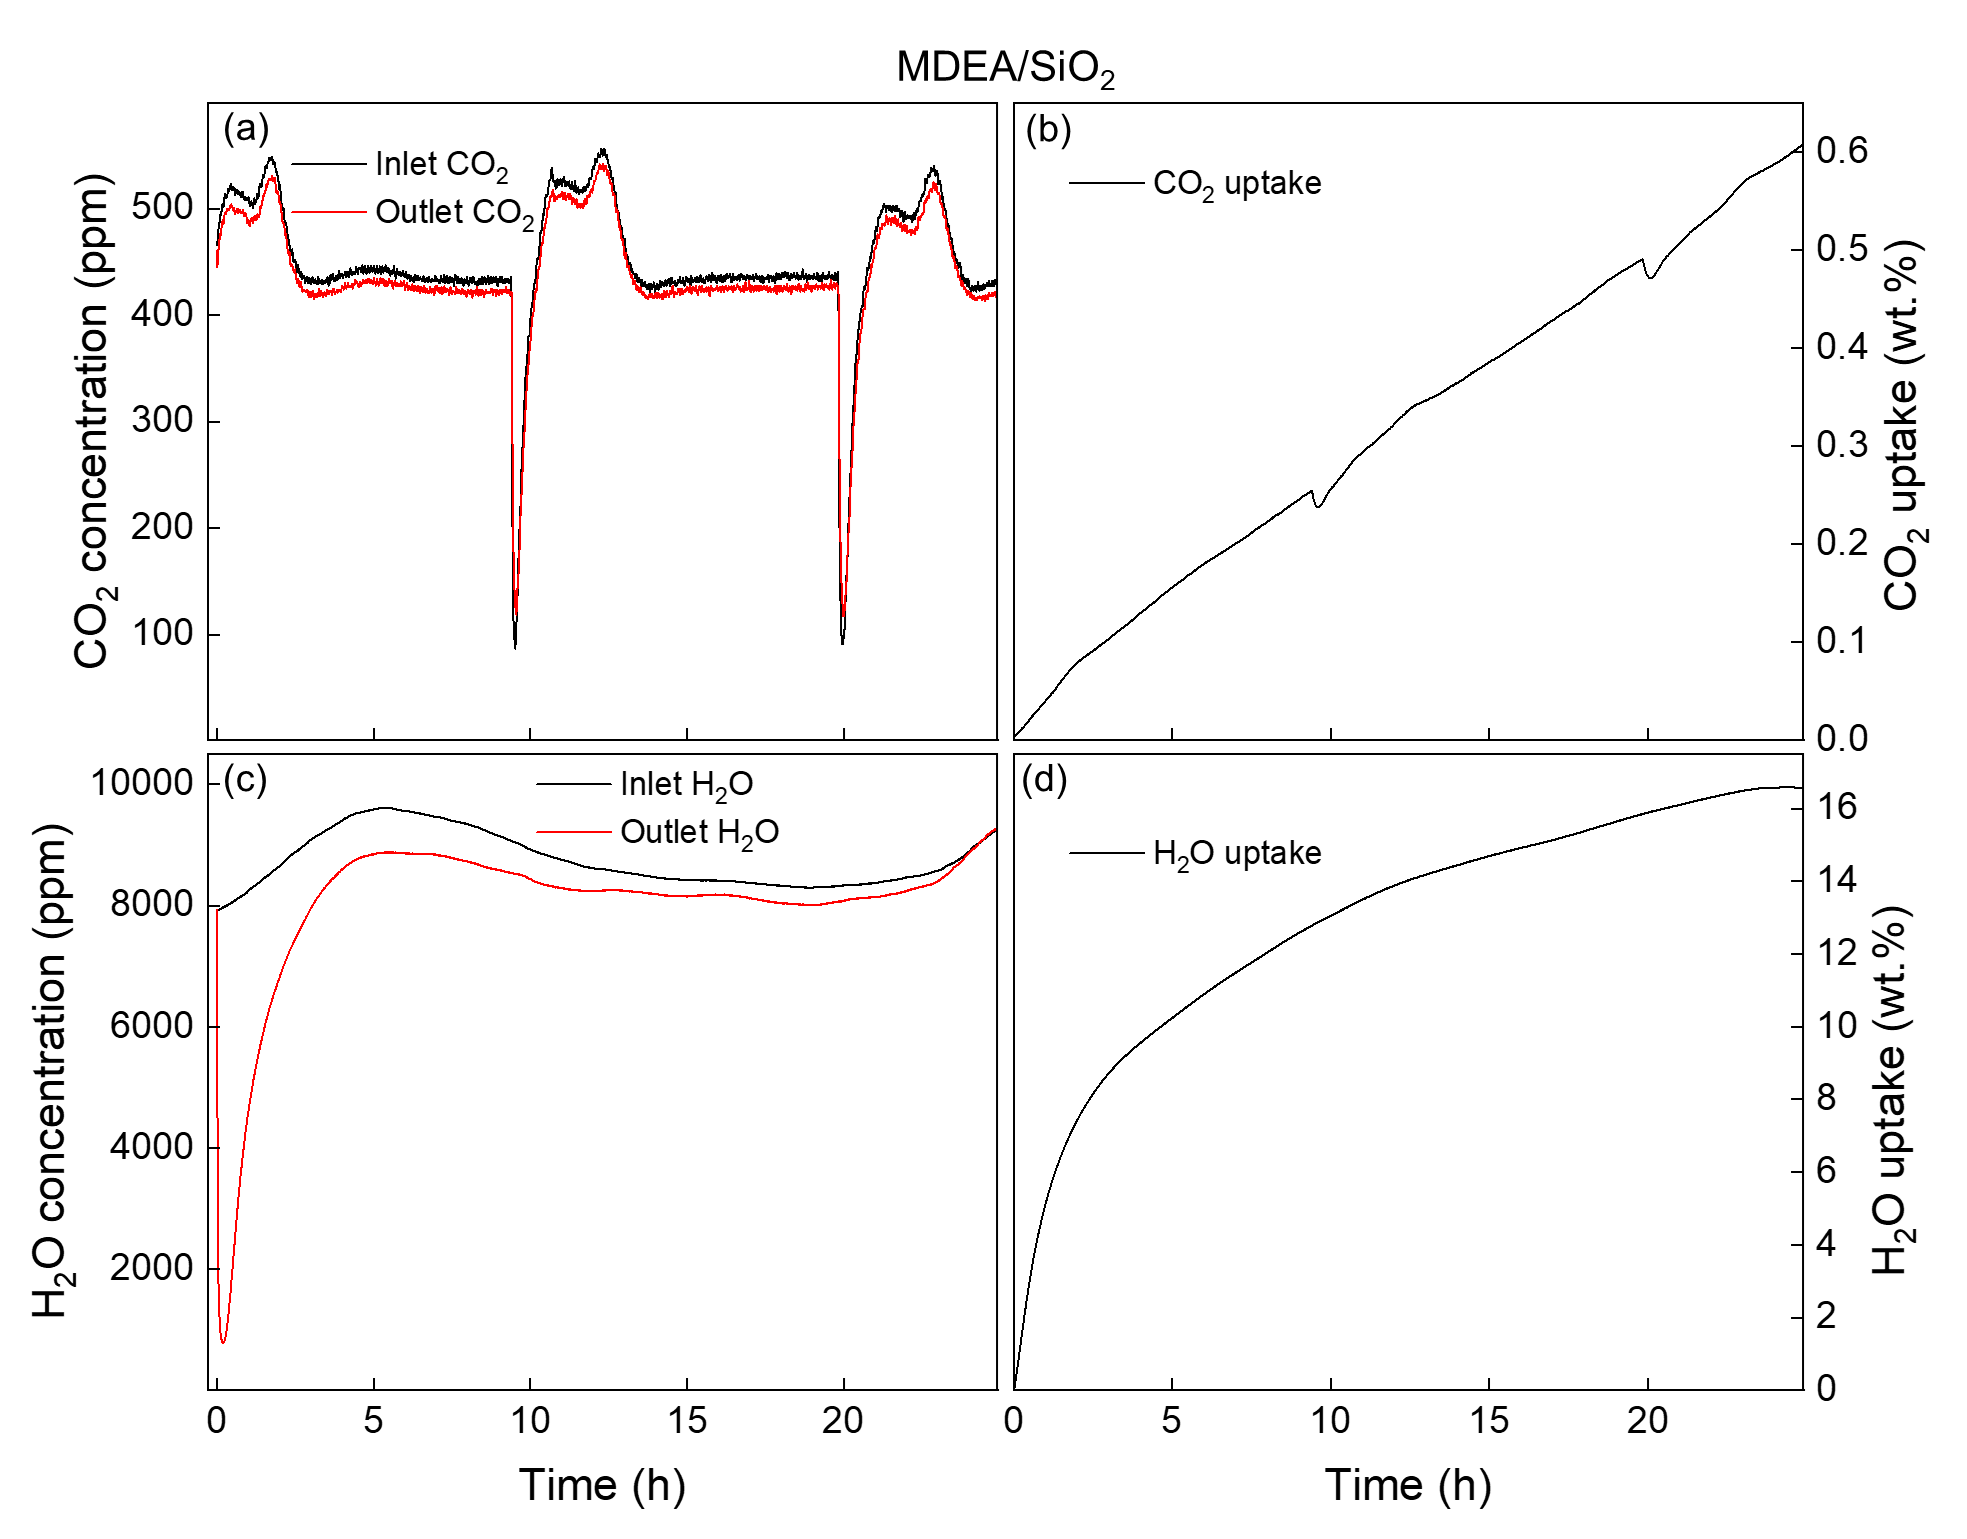 MDEA/SiO₂
(a)
Inlet CO₂
Outlet CO₂
CO₂ concentration (ppm)
500
400
300
200
100
(b)
CO₂ uptake
0.6
0.5
0.4
0.3
0.2
0.1
0.0
CO₂ uptake (wt.%)
(c)
Inlet H₂O
Outlet H₂O
H₂O concentration (ppm)
10000
8000
6000
4000
2000
0 5 10 15 20
Time (h)
(d)
H₂O uptake
16
14
12
10
8
6
4
2
0
H₂O uptake (wt.%)
0 5 10 15 20
Time (h)